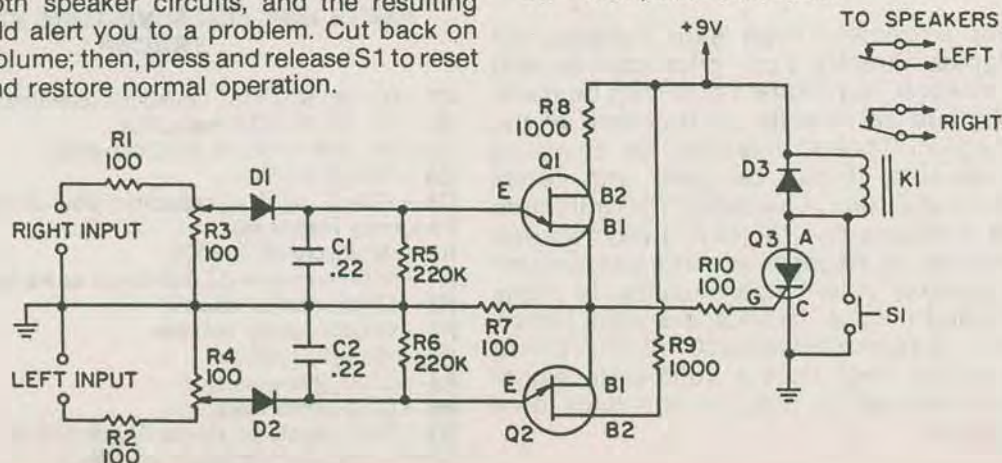 oth speaker circuits, and the resulting
ld alert you to a problem. Cut back on
olume; then, press and release S1 to reset
nd restore normal operation.
+9V
TO SPEAKERS
LEFT
RIGHT
R8
1000
R1
100
Q1
D1
E
B2
B1
D3
K1
RIGHT INPUT
R3
100
C1
.22
R5
220K
Q3
A
R10
100
G
C
S1
R7
100
LEFT INPUT
R4
100
C2
.22
R6
220K
R9
1000
E
B1
B2
D2
Q2
R2
100